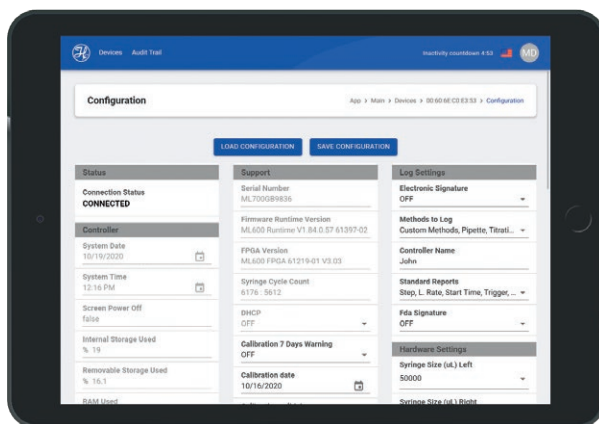 H
Devices Audit Trail
Inactivity countdown 4:53
MD
Configuration
App > Main > Devices > 00:60:6E:C0:E3:53 > Configuration
LOAD CONFIGURATION
SAVE CONFIGURATION
Status
Connection Status
CONNECTED
Controller
System Date
10/19/2020
System Time
12:16 PM
Screen Power Off
false
Internal Storage Used
% 19
Removable Storage Used
% 16.1
RAM Used
Support
Serial Number
ML700GB9836
Firmware Runtime Version
ML600 Runtime V1.84.0.57 61397-02
FPGA Version
ML600 FPGA 61219-01 V3.03
Syringe Cycle Count
6176 : 5612
DHCP
OFF
Calibration 7 Days Warning
OFF
Calibration date
10/16/2020
Log Settings
Electronic Signature
OFF
Methods to Log
Custom Methods, Pipette, Titrati...
Controller Name
John
Standard Reports
Step, L. Rate, Start Time, Trigger, ...
Fda Signature
OFF
Hardware Settings
Syringe Size (uL) Left
50000
Syringe Size (uL) Right